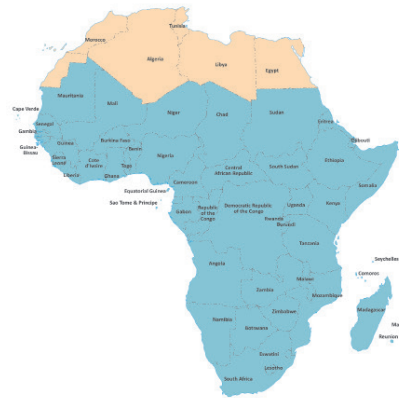 Tunisia
Morocco
Algeria
Libya
Egypt
Mauritania
Mali
Niger
Chad
Sudan
Eritrea
Cape Verde
Senegal
Gambia
Guinea-
Bissau
Guinea
Sierra
Leone
Liberia
Cote
d'Ivoire
Burkina Faso
Ghana
Togo
Benin
Nigeria
Djibouti
Ethiopia
Somalia
Central
African Republic
South Sudan
Cameroon
Equatorial Guinea
Sao Tome & Principe
Gabon
Republic
of the
Congo
Democratic Republic
of the Congo
Uganda
Kenya
Rwanda
Burundi
Tanzania
Seychelles
Comoros
Angola
Zambia
Malawi
Mozambique
Madagascar
Zimbabwe
Namibia
Botswana
Ma
Reunion
Lesotho
South Africa